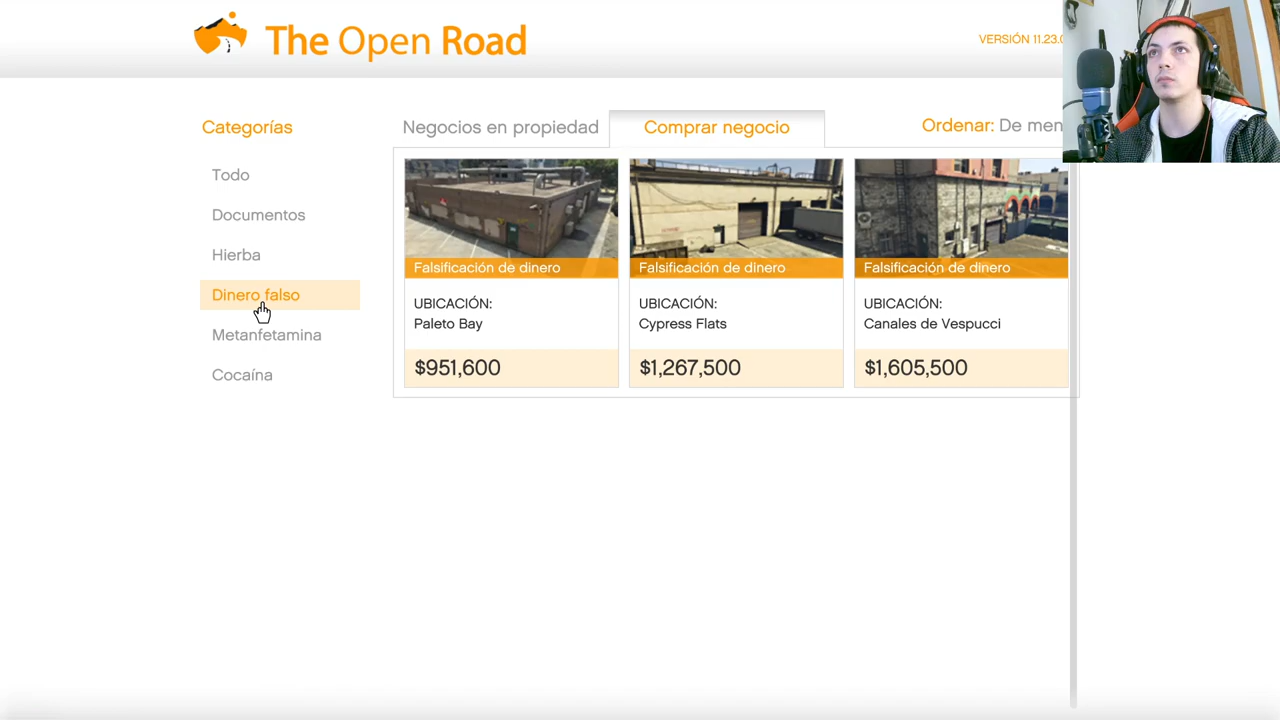 The Open Road
VERSIÓN 11.23.0
Categorías
Negocios en propiedad
Comprar negocio
Ordenar: De men
Todo
Documentos
Hierba
Dinero falso
Metanfetamina
Cocaína
Falsificación de dinero
UBICACIÓN:
Paleto Bay
$951,600
Falsificación de dinero
UBICACIÓN:
Cypress Flats
$1,267,500
Falsificación de dinero
UBICACIÓN:
Canales de Vespucci
$1,605,500